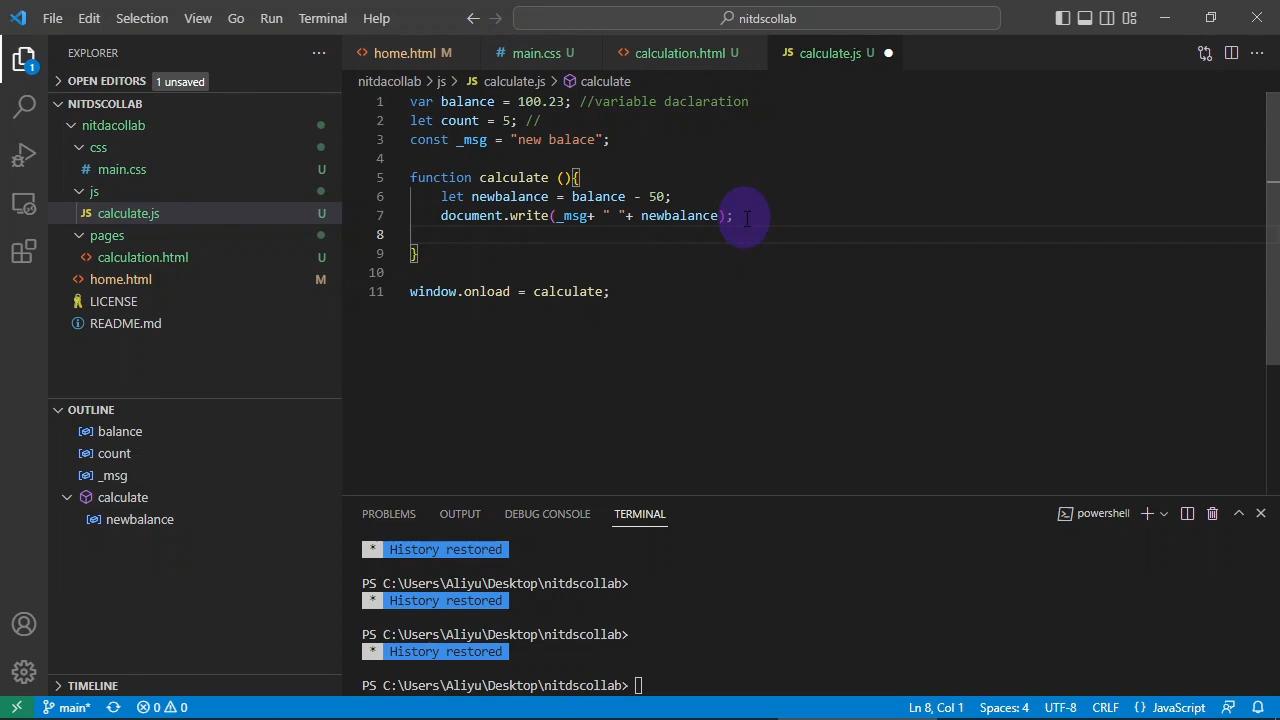 File Edit Selection View Go Run Terminal Help nitdscollab
EXPLORER
home.html M main.css U calculation.html U calculate.js U
OPEN EDITORS 1 unsaved
nitdacollab js calculate.js calculate
NITDSCOLLAB
nitdacollab
css
main.css U
js
calculate.js U
pages
calculation.html U
home.html M
LICENSE
README.md
1 var balance = 100.23; //variable daclaration
2 let count = 5; //
3 const _msg = "new balace";
4
5 function calculate (){
6 let newbalance = balance - 50;
7 document.write(_msg+ " "+ newbalance);
8
9 }
10
11 window.onload = calculate;
OUTLINE
balance
count
_msg
calculate
newbalance
TIMELINE
PROBLEMS OUTPUT DEBUG CONSOLE TERMINAL powershell
* History restored
PS C:\Users\Aliyu\Desktop\nitdscollab>
* History restored
PS C:\Users\Aliyu\Desktop\nitdscollab>
* History restored
PS C:\Users\Aliyu\Desktop\nitdscollab>
main* 0 0 Ln 8, Col 1 Spaces: 4 UTF-8 CRLF {} JavaScript